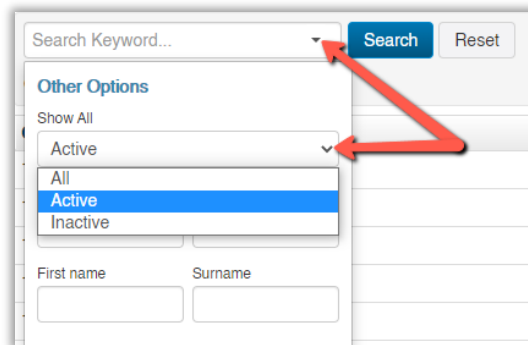 Search Keyword...
Search
Reset
Other Options
Show All
Active
All
Active
Inactive
First name
Surname